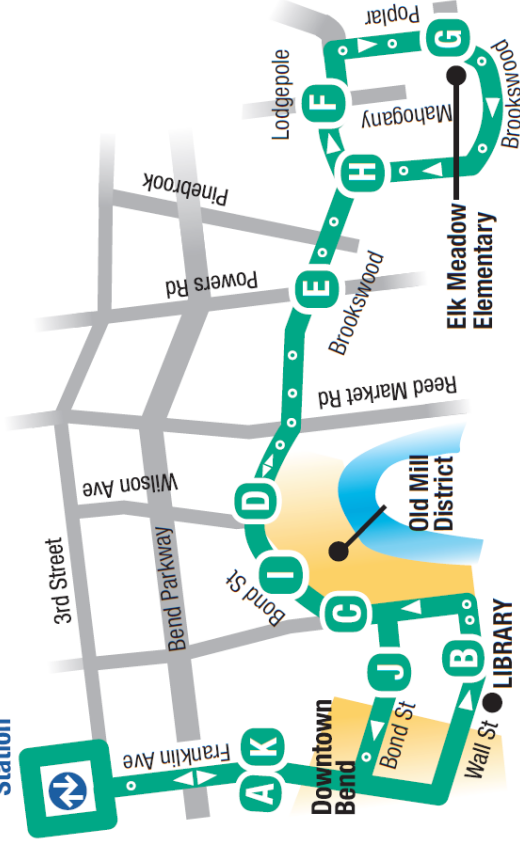 Station
3rd Street
Bend Parkway
Franklin Ave
A
K
Downtown
Bend
Bond St
Wall St
LIBRARY
B
J
C
Bond St
I
D
Wilson Ave
Old Mill
District
Reed Market Rd
Powers Rd
Pinebrook
Brookswood
E
H
F
Lodgepole
Mahogany
Poplar
G
Brookswood
Elk Meadow
Elementary